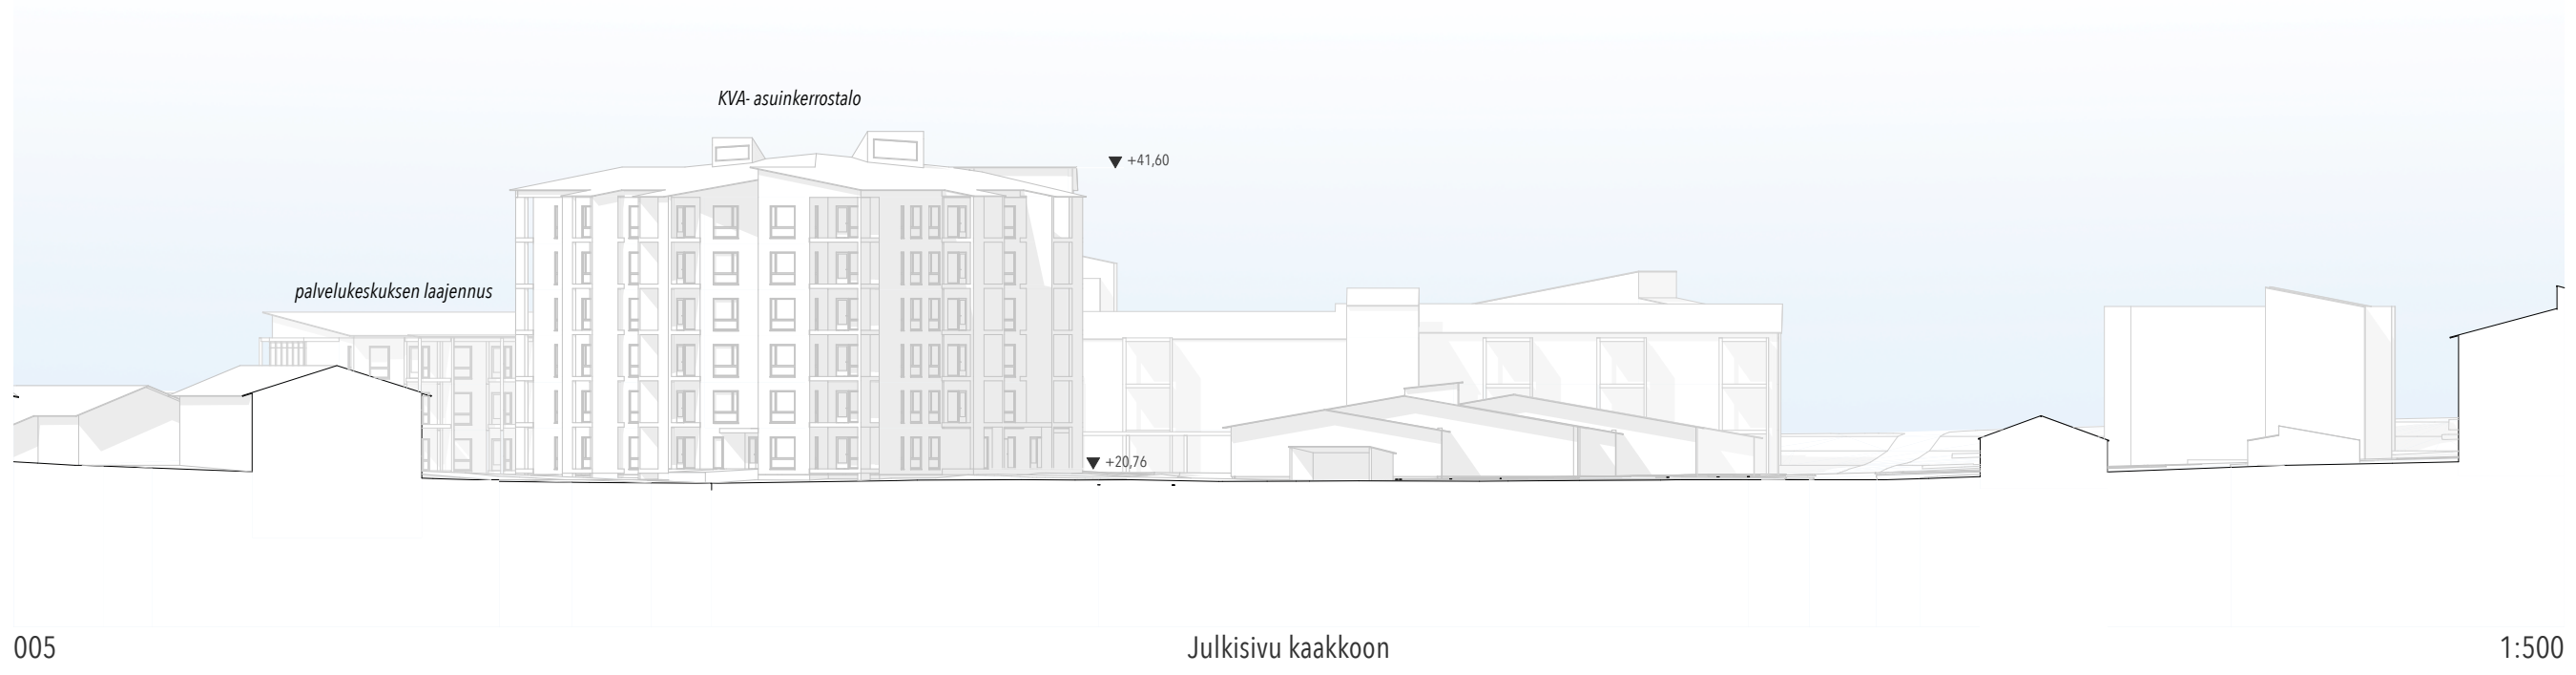 KVA- asuinkerrostalo
+41,60
palvelukeskuksen laajennus
+20,76
005
Julkisivu kaakkoon
1:500